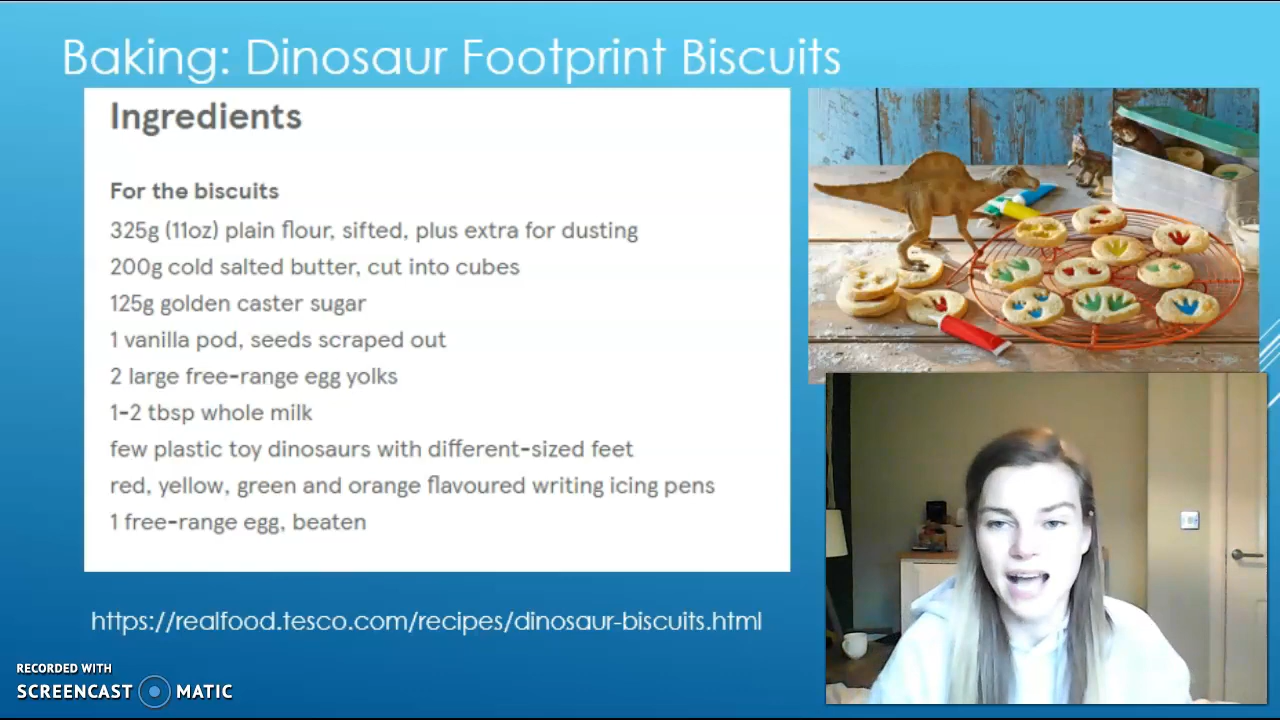 Baking: Dinosaur Footprint Biscuits
Ingredients
For the biscuits
325g (11oz) plain flour, sifted, plus extra for dusting
200g cold salted butter, cut into cubes
125g golden caster sugar
1 vanilla pod, seeds scraped out
2 large free-range egg yolks
1-2 tbsp whole milk
few plastic toy dinosaurs with different-sized feet
red, yellow, green and orange flavoured writing icing pens
1 free-range egg, beaten
https://realfood.tesco.com/recipes/dinosaur-biscuits.html
RECORDED WITH
SCREENCAST MATIC